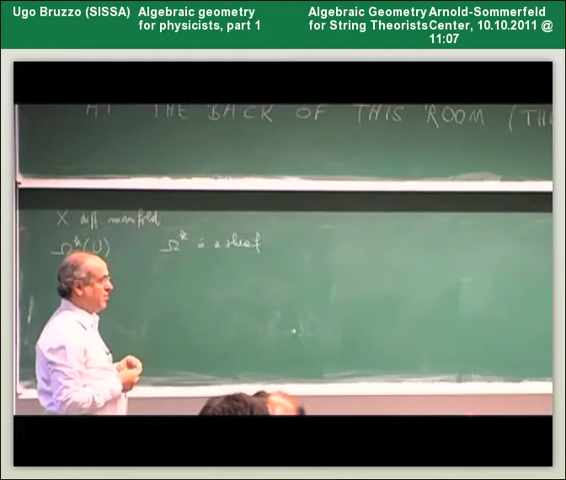 Ugo Bruzzo (SISSA)
Algebraic geometry
for physicists, part 1
Algebraic Geometry
for String Theorists
Arnold-Sommerfeld
Center, 10.10.2011 @
11:07
AT THE BACK OF THIS ROOM (TH
X diff. manifold
Ω^k(U) Ω^k is a sheaf